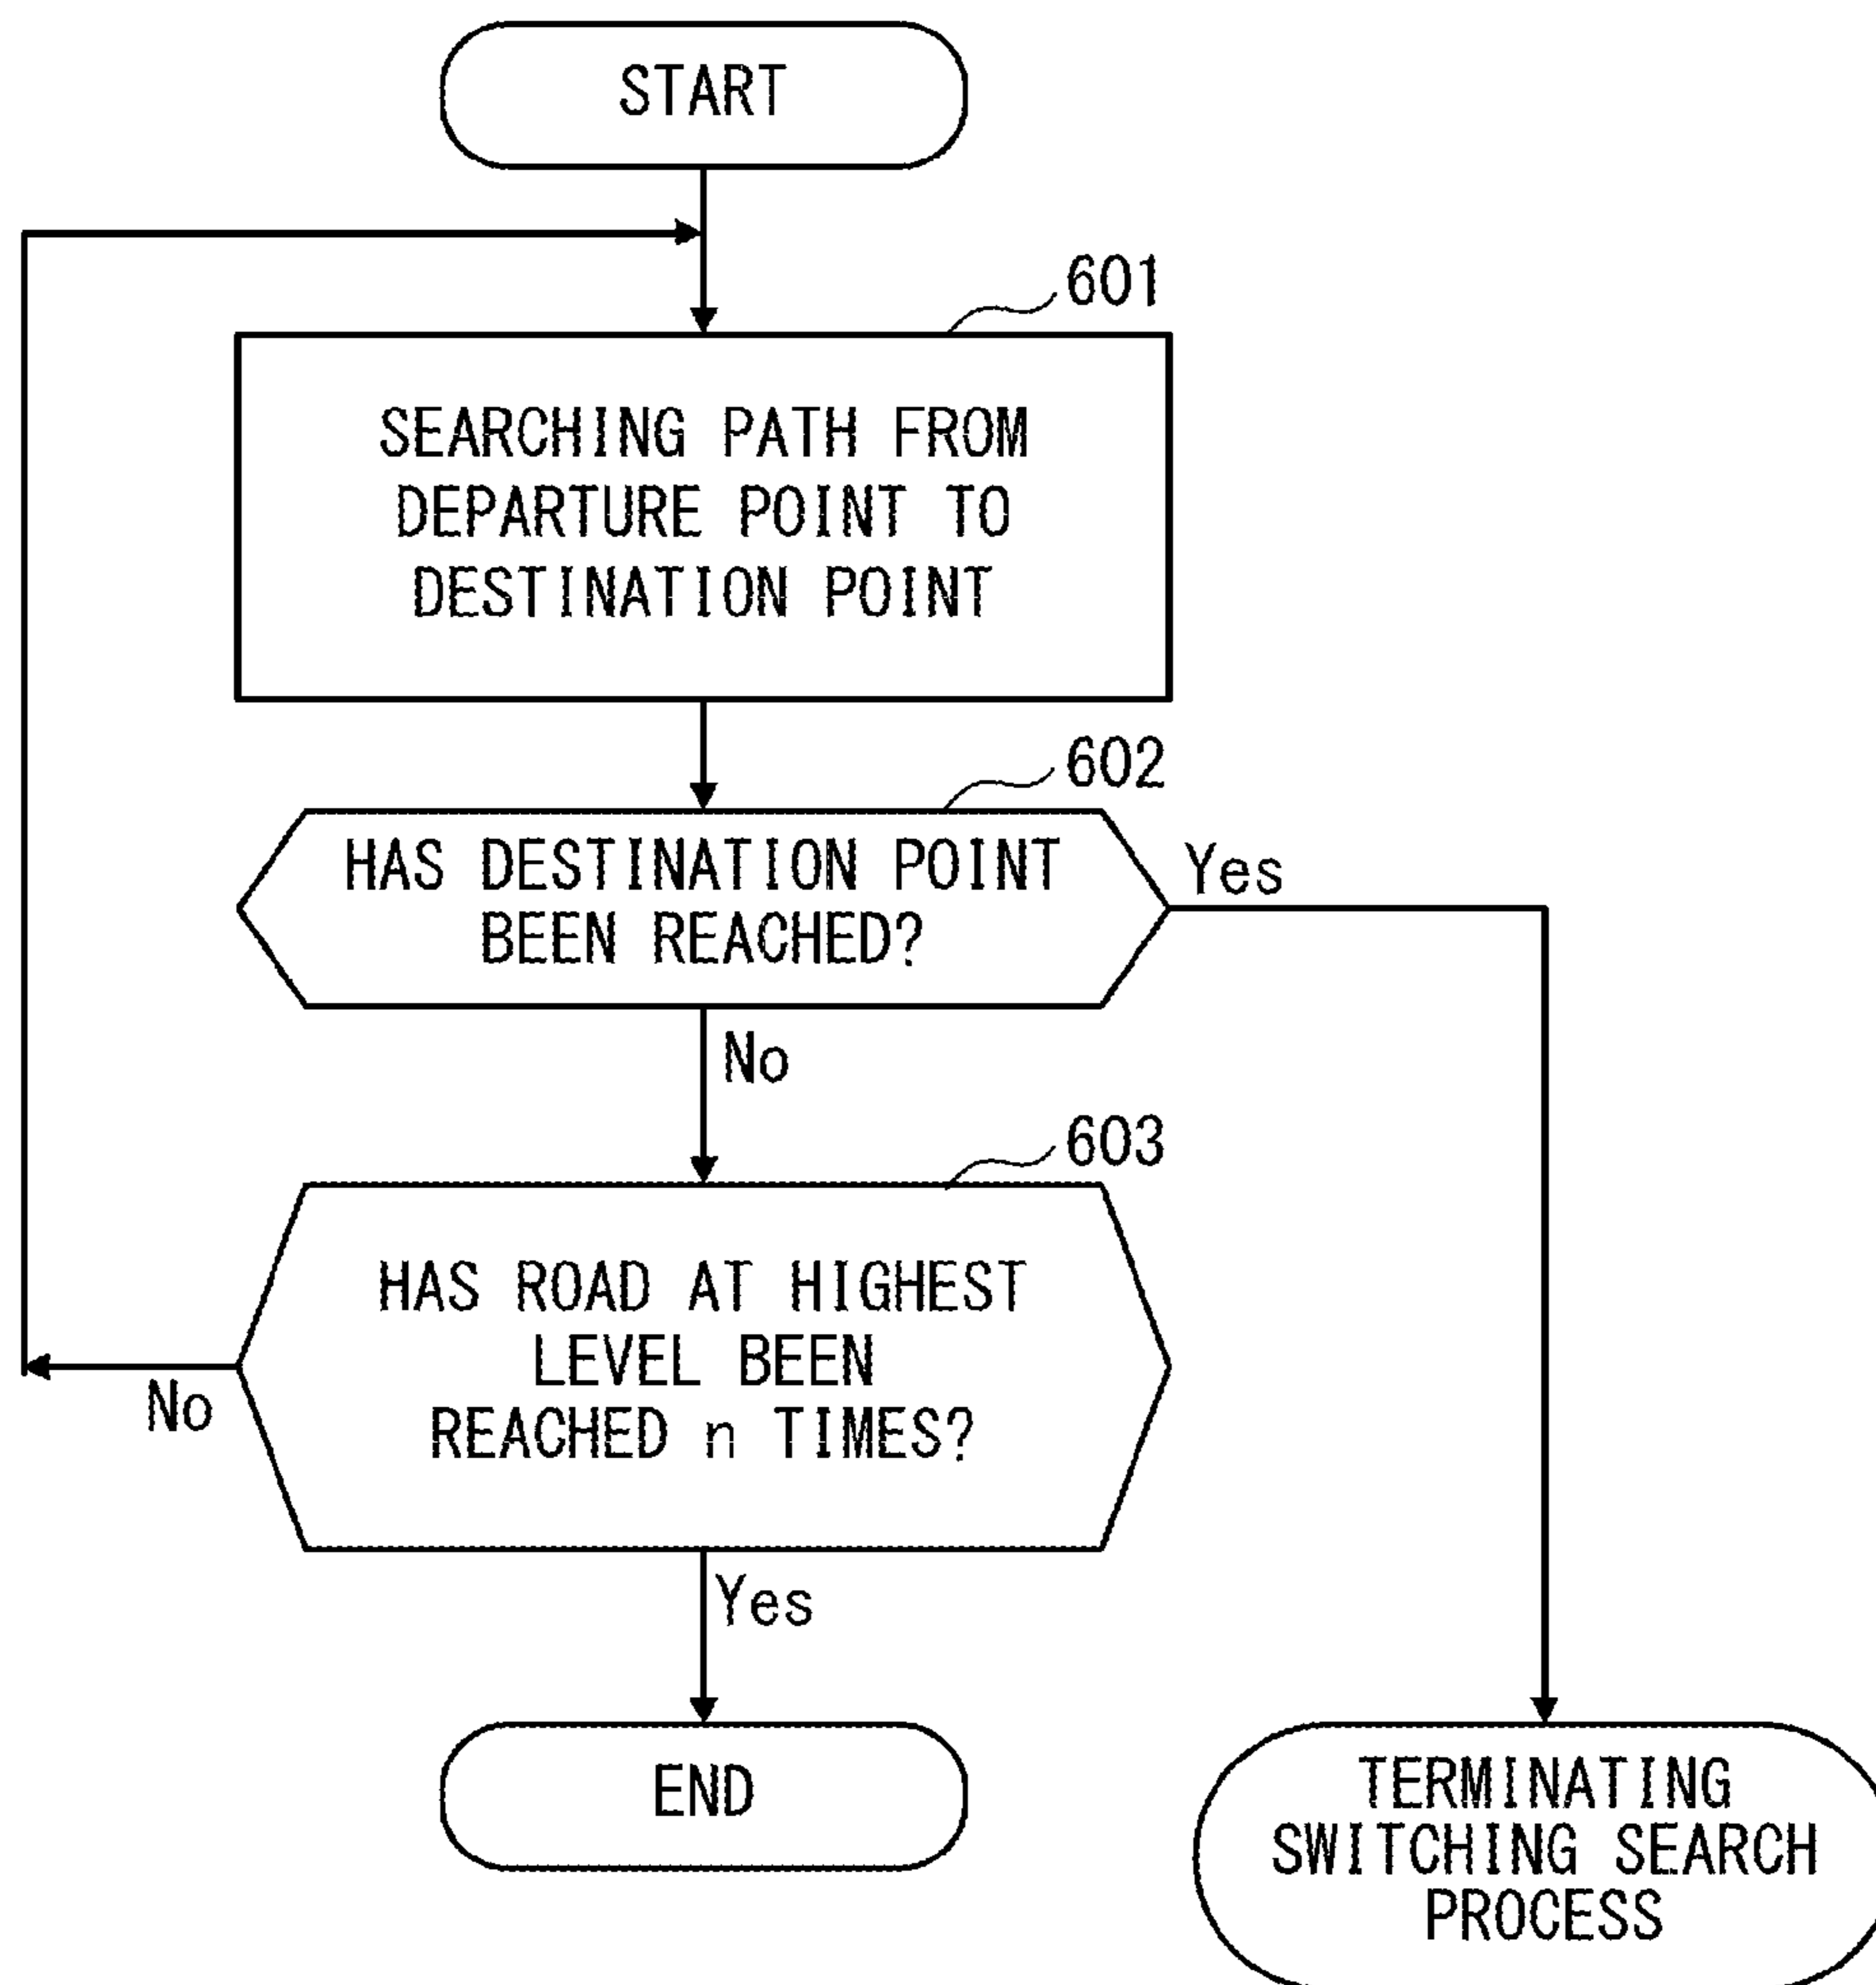 START
601
SEARCHING PATH FROM
DEPARTURE POINT TO
DESTINATION POINT
602
HAS DESTINATION POINT
BEEN REACHED?
Yes
No
603
HAS ROAD AT HIGHEST
LEVEL BEEN
REACHED n TIMES?
No
Yes
END
TERMINATING
SWITCHING SEARCH
PROCESS